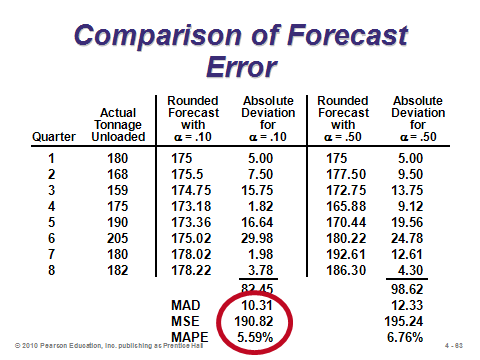 Comparison of Forecast
Error
Rounded Absolute Rounded Absolute
Actual Forecast Deviation Forecast Deviation
Tonnage with for with for
Quarter Unloaded α = .10 α = .10 α = .50 α = .50
1 180 175 5.00 175 5.00
2 168 175.5 7.50 177.50 9.50
3 159 174.75 15.75 172.75 13.75
4 175 173.18 1.82 165.88 9.12
5 190 173.36 16.64 170.44 19.56
6 205 175.02 29.98 180.22 24.78
7 180 178.02 1.98 192.61 12.61
8 182 178.22 3.78 186.30 4.30
82.45 98.62
MAD 10.31 12.33
MSE 190.82 195.24
MAPE 5.59% 6.76%
© 2010 Pearson Education, Inc. publishing as Prentice Hall 4 - 63